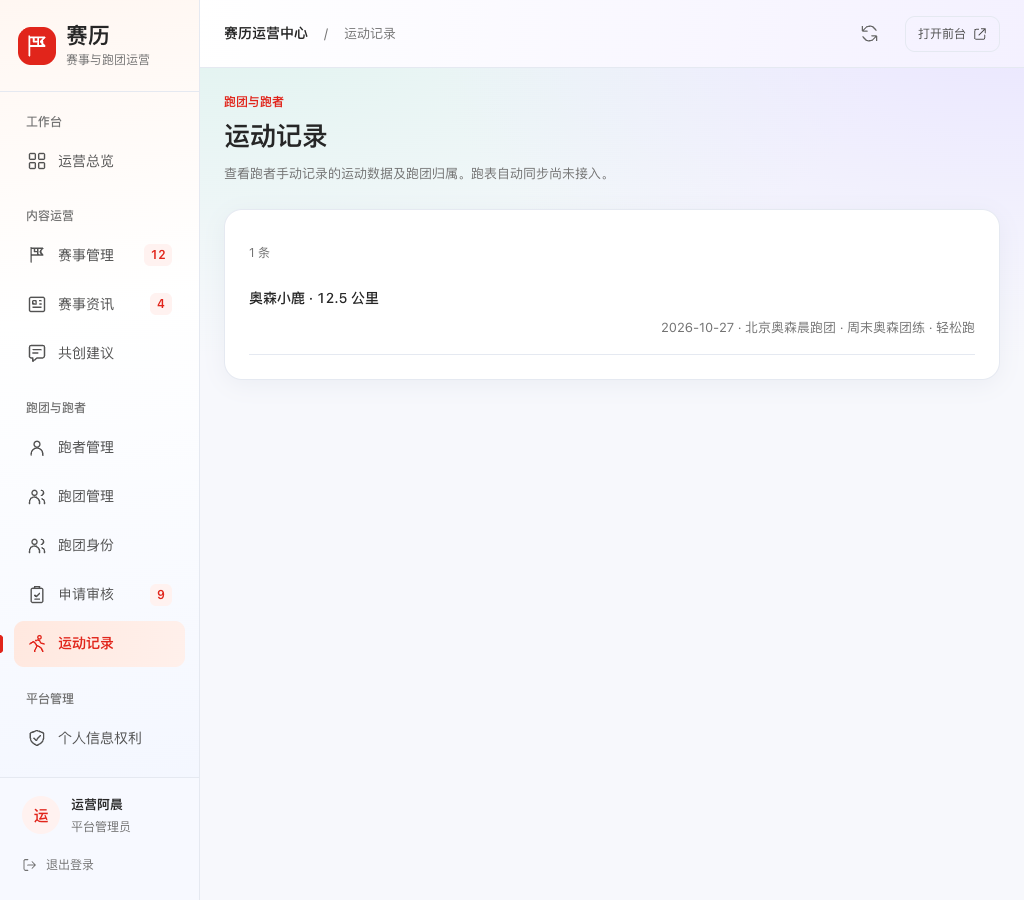 赛历
赛事与跑团运营
工作台
运营总览
内容运营
赛事管理 12
赛事资讯 4
共创建议
跑团与跑者
跑者管理
跑团管理
跑团身份
申请审核 9
运动记录
平台管理
个人信息权利
运 运营阿晨
平台管理员
退出登录
赛历运营中心 / 运动记录
打开前台
跑团与跑者
运动记录
查看跑者手动记录的运动数据及跑团归属。跑表自动同步尚未接入。
1 条
奥森小鹿 · 12.5 公里
2026-10-27 · 北京奥森晨跑团 · 周末奥森团练 · 轻松跑